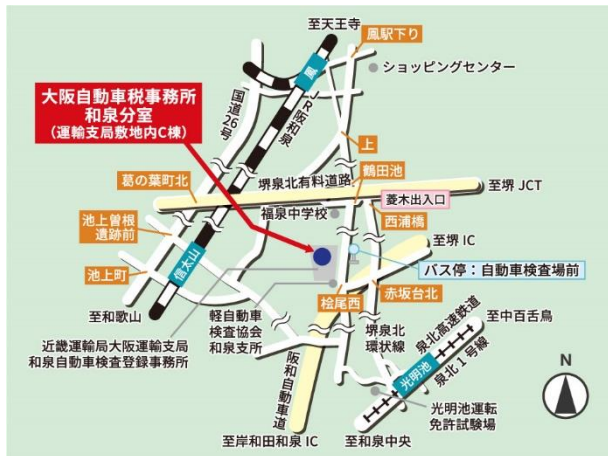 至天王寺
鳳駅下り
鳳
ショッピングセンター
大阪自動車税事務所
和泉分室
(運輸支局敷地内C棟)
国道26号
JR阪和線
上
葛の葉町北
堺泉北有料道路
鶴田池
至堺 JCT
菱木出入口
福泉中学校
西浦橋
池上曽根
遺跡前
至堺 IC
池上町
信太山
バス停:自動車検査場前
桧尾西
赤坂台北
至和歌山
軽自動車
検査協会
和泉支所
近畿運輸局大阪運輸支局
和泉自動車検査登録事務所
阪和自動車道
堺泉北
環状線
泉北高速鉄道
泉北1号線
至中百舌鳥
光明池
N
光明池運転
免許試験場
至岸和田和泉 IC
至和泉中央